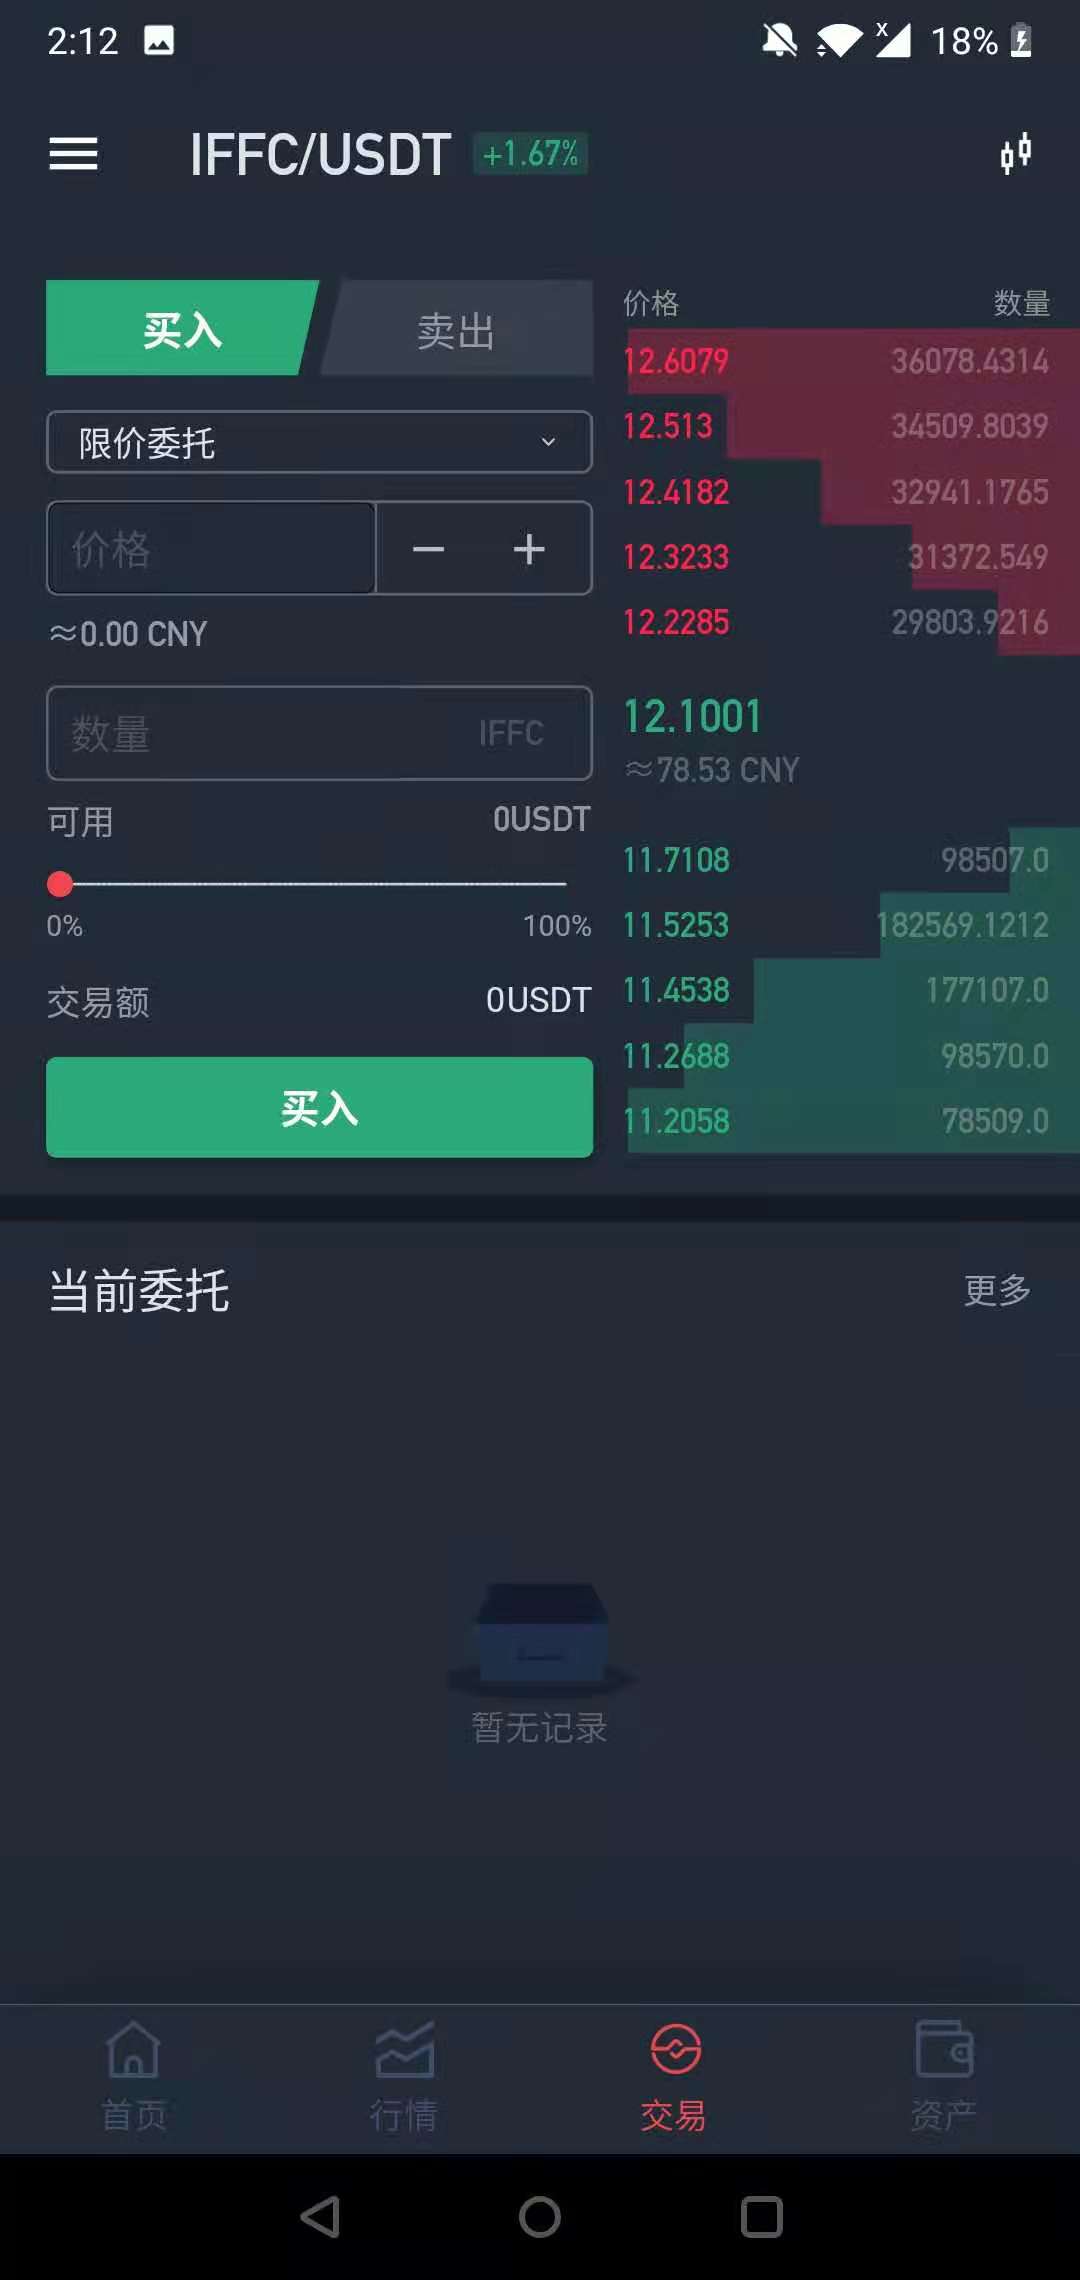 2:12
x 18%
IFFC/USDT +1.67%
买入 卖出
限价委托
价格
≈0.00 CNY
数量 IFFC
可用 0USDT
0% 100%
交易额 0USDT
买入
价格 数量
12.6079 36078.4314
12.513 34509.8039
12.4182 32941.1765
12.3233 31372.549
12.2285 29803.9216
12.1001
≈78.53 CNY
11.7108 98507.0
11.5253 182569.1212
11.4538 177107.0
11.2688 98570.0
11.2058 78509.0
当前委托 更多
暂无记录
首页 行情 交易 资产